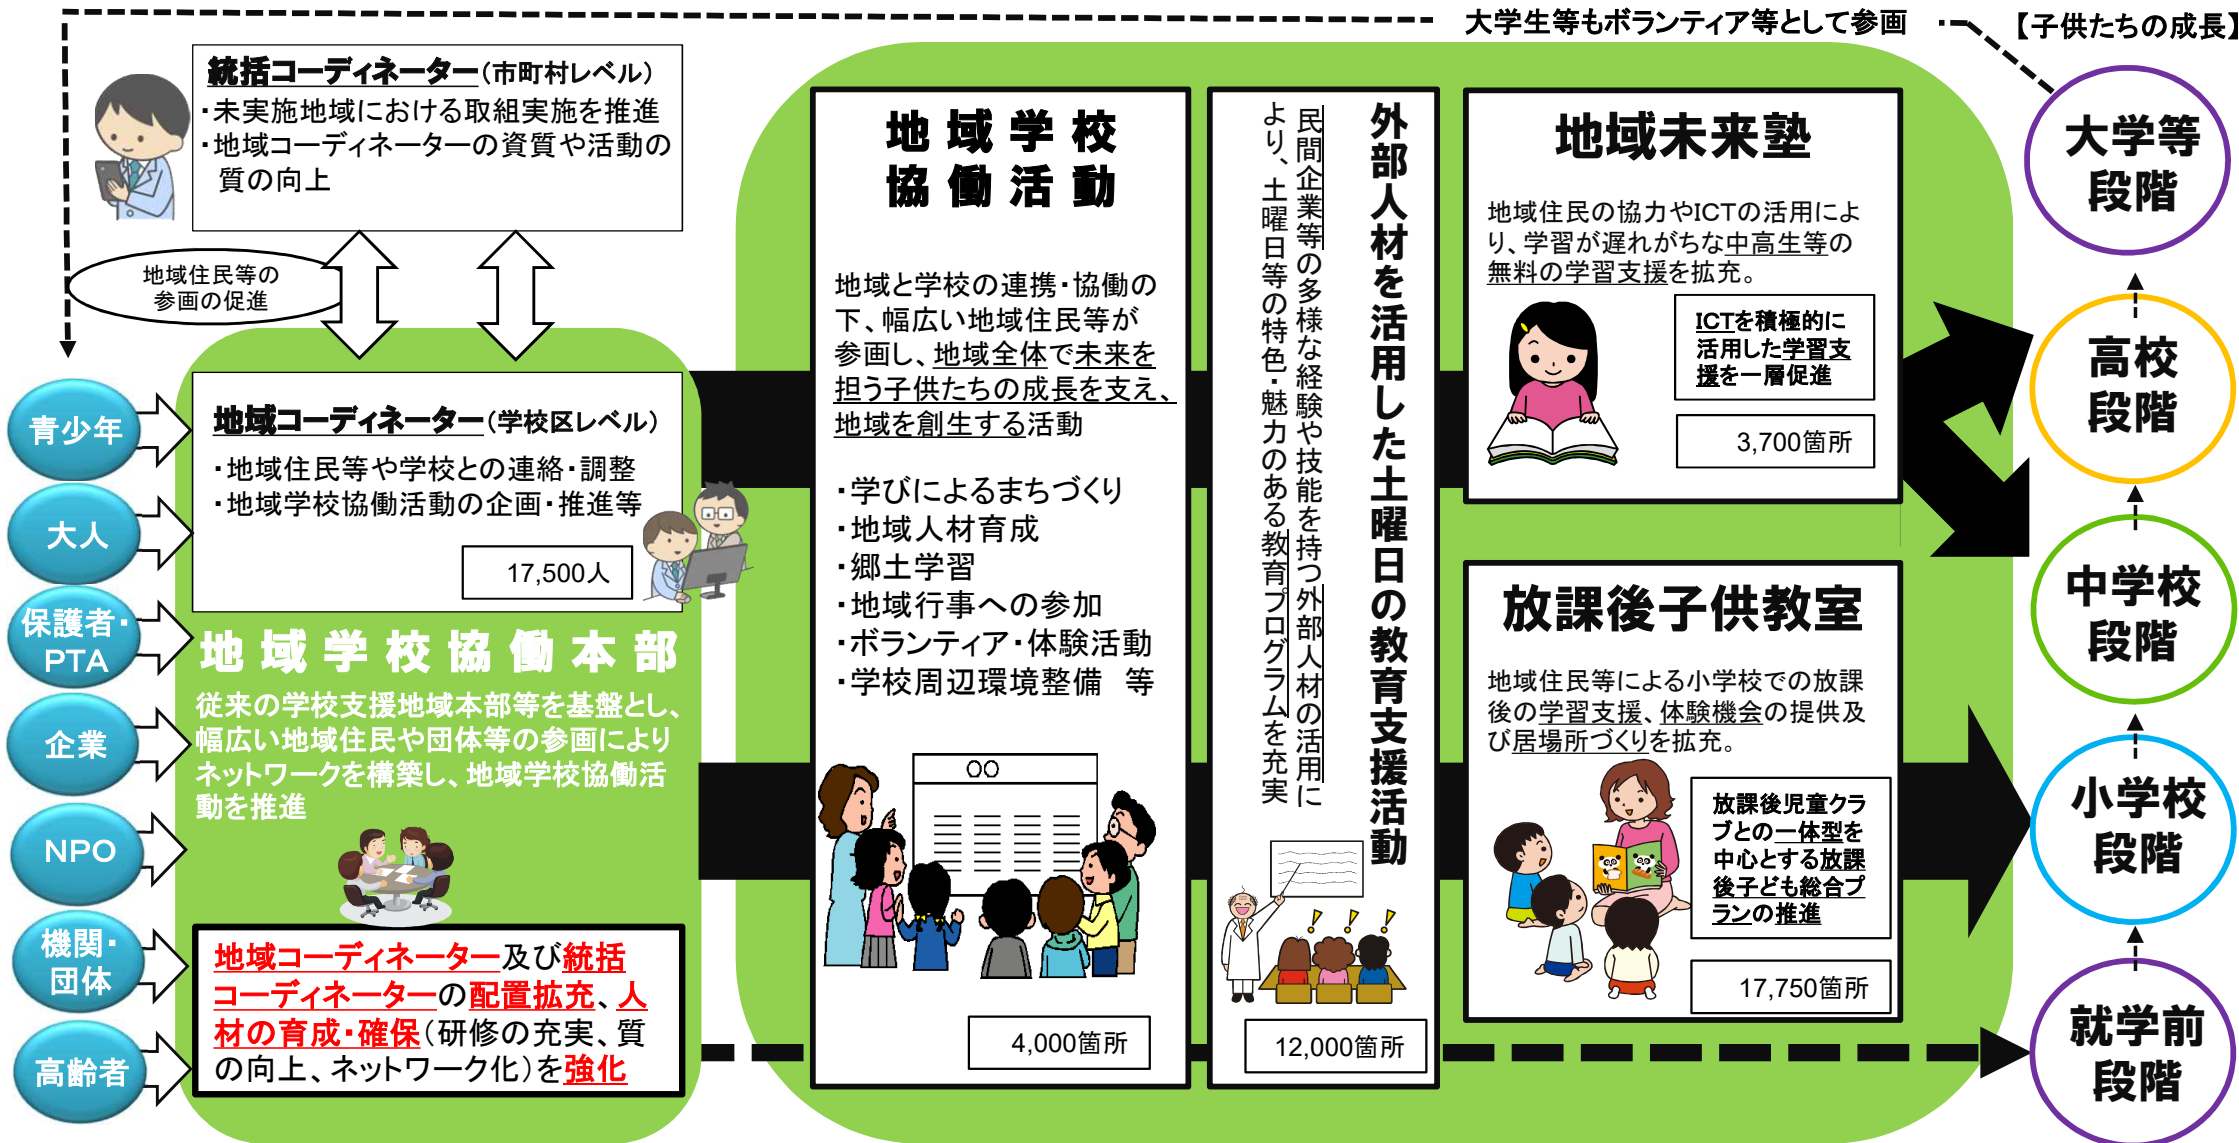 大学生等もボランティア等として参画
【子供たちの成長】
統括コーディネーター(市町村レベル)
・未実施地域における取組実施を推進
・地域コーディネーターの資質や活動の
質の向上
地域住民等の
参画の促進
青少年
大人
保護者・
PTA
企業
NPO
機関・
団体
高齢者
地域コーディネーター(学校区レベル)
・地域住民等や学校との連絡・調整
・地域学校協働活動の企画・推進等
17,500人
地域学校協働本部
従来の学校支援地域本部等を基盤とし、
幅広い地域住民や団体等の参画により
ネットワークを構築し、地域学校協働活
動を推進
地域コーディネーター及び統括
コーディネーターの配置拡充、人
材の育成・確保(研修の充実、質
の向上、ネットワーク化)を強化
地域学校
協働活動
地域と学校の連携・協働の
下、幅広い地域住民等が
参画し、地域全体で未来を
担う子供たちの成長を支え、
地域を創生する活動
・学びによるまちづくり
・地域人材育成
・郷土学習
・地域行事への参加
・ボランティア・体験活動
・学校周辺環境整備 等
○○
4,000箇所
外部人材を活用した土曜日の教育支援活動
民間企業等の多様な経験や技能を持つ外部人材の活用に
より、土曜日等の特色・魅力のある教育プログラムを充実
! ! !
12,000箇所
地域未来塾
地域住民の協力やICTの活用によ
り、学習が遅れがちな中高生等の
無料の学習支援を拡充。
ICTを積極的に
活用した学習支
援を一層促進
3,700箇所
放課後子供教室
地域住民等による小学校での放課
後の学習支援、体験機会の提供及
び居場所づくりを拡充。
放課後児童クラ
ブとの一体型を
中心とする放課
後子ども総合プ
ランの推進
17,750箇所
大学等
段階
高校
段階
中学校
段階
小学校
段階
就学前
段階